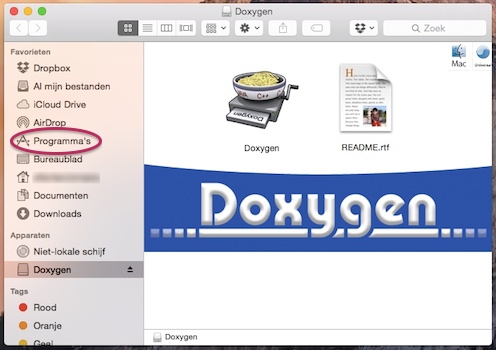 Doxygen
Zoek
Favorieten
Dropbox
Al mijn bestanden
iCloud Drive
AirDrop
Programma's
Bureaublad
Documenten
Downloads
Apparaten
Niet-lokale schijf
Doxygen
Tags
Rood
Oranje
Geel
Mac
Universal
C++
Doxygen
Doxygen
README.rtf
Doxygen
Doxygen